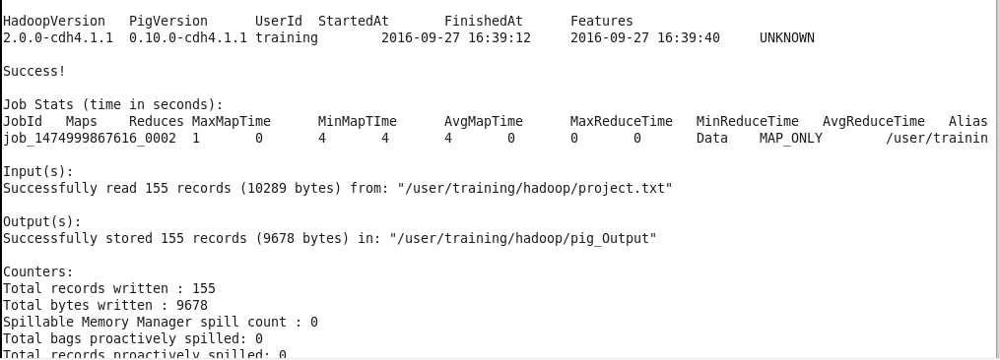 HadoopVersion PigVersion UserId StartedAt FinishedAt Features
2.0.0-cdh4.1.1 0.10.0-cdh4.1.1 training 2016-09-27 16:39:12 2016-09-27 16:39:40 UNKNOWN
Success!
Job Stats (time in seconds):
JobId Maps Reduces MaxMapTime MinMapTIme AvgMapTime MaxReduceTime MinReduceTime AvgReduceTime Alias
job_1474999867616_0002 1 0 4 4 4 0 0 0 Data MAP_ONLY /user/trainin
Input(s):
Successfully read 155 records (10289 bytes) from: "/user/training/hadoop/project.txt"
Output(s):
Successfully stored 155 records (9678 bytes) in: "/user/training/hadoop/pig_Output"
Counters:
Total records written : 155
Total bytes written : 9678
Spillable Memory Manager spill count : 0
Total bags proactively spilled: 0
Total records proactively spilled: 0